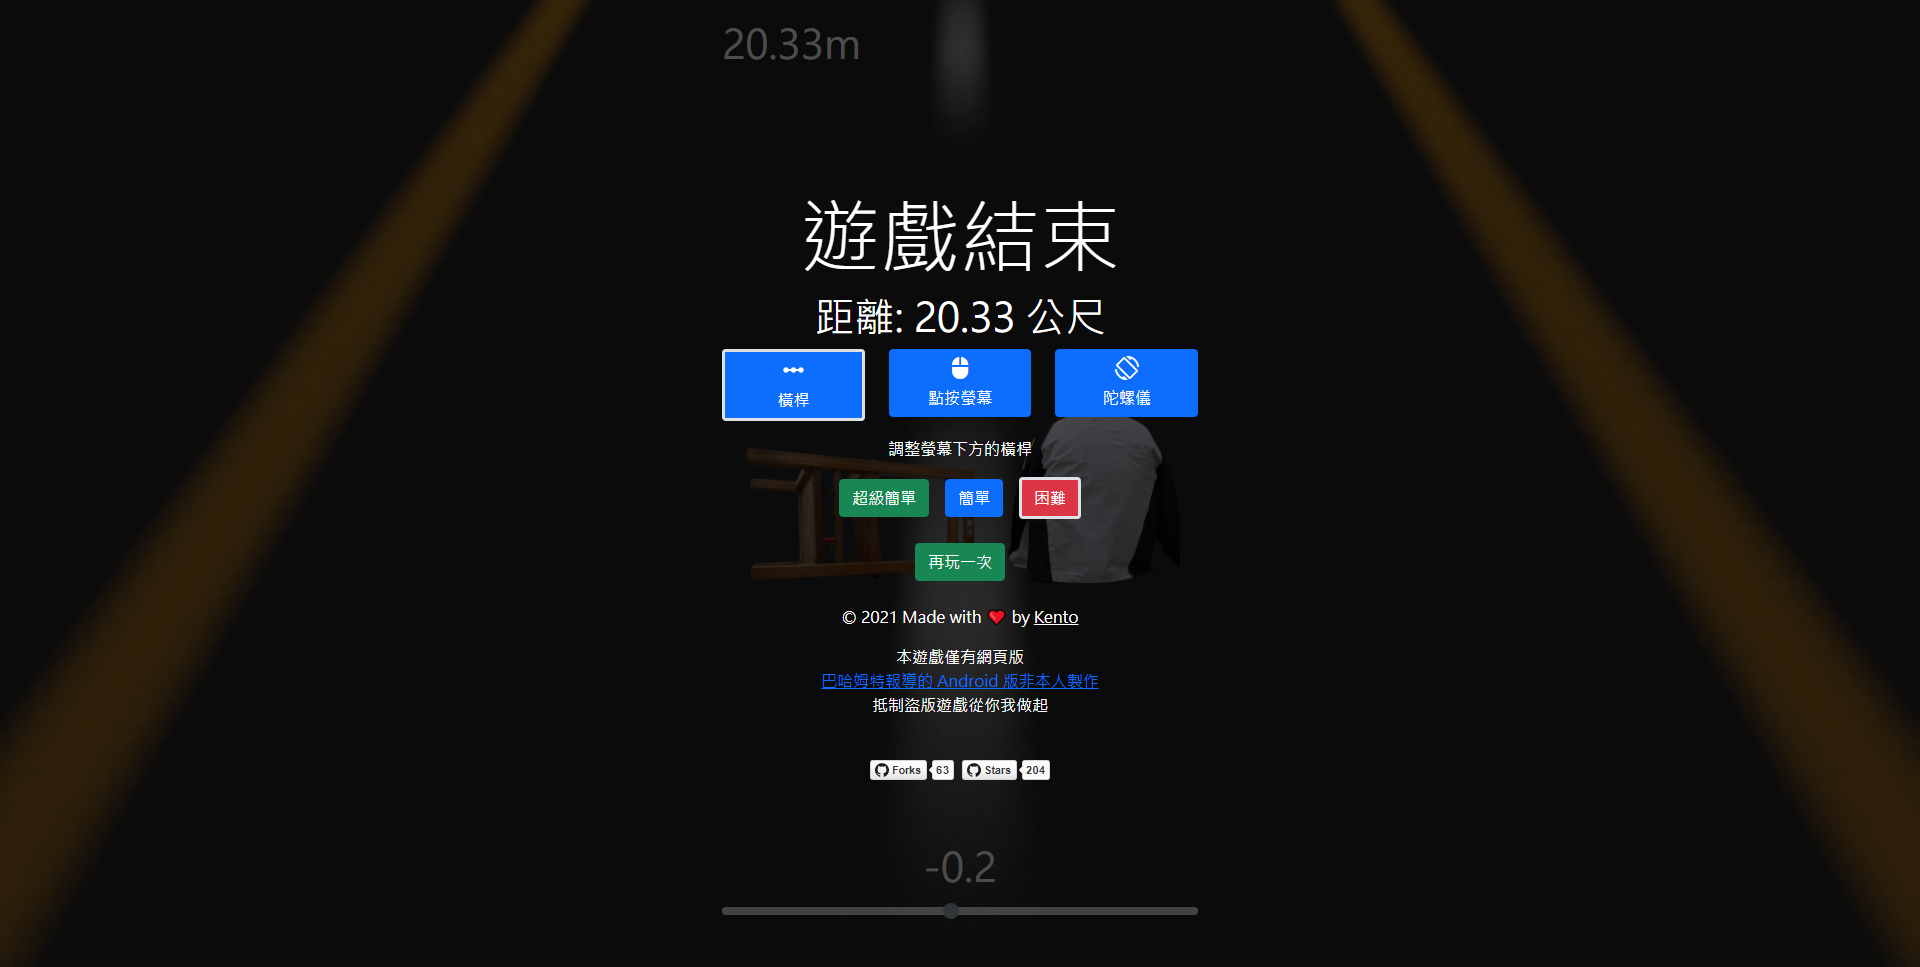 20.33m
遊戲結束
距離: 20.33 公尺
橫桿
點按螢幕
陀螺儀
調整螢幕下方的橫桿
超級簡單
簡單
困難
再玩一次
© 2021 Made with ❤️ by Kento
本遊戲僅有網頁版
巴哈姆特報導的 Android 版非本人製作
抵制盜版遊戲從你我做起
Forks 63
Stars 204
-0.2